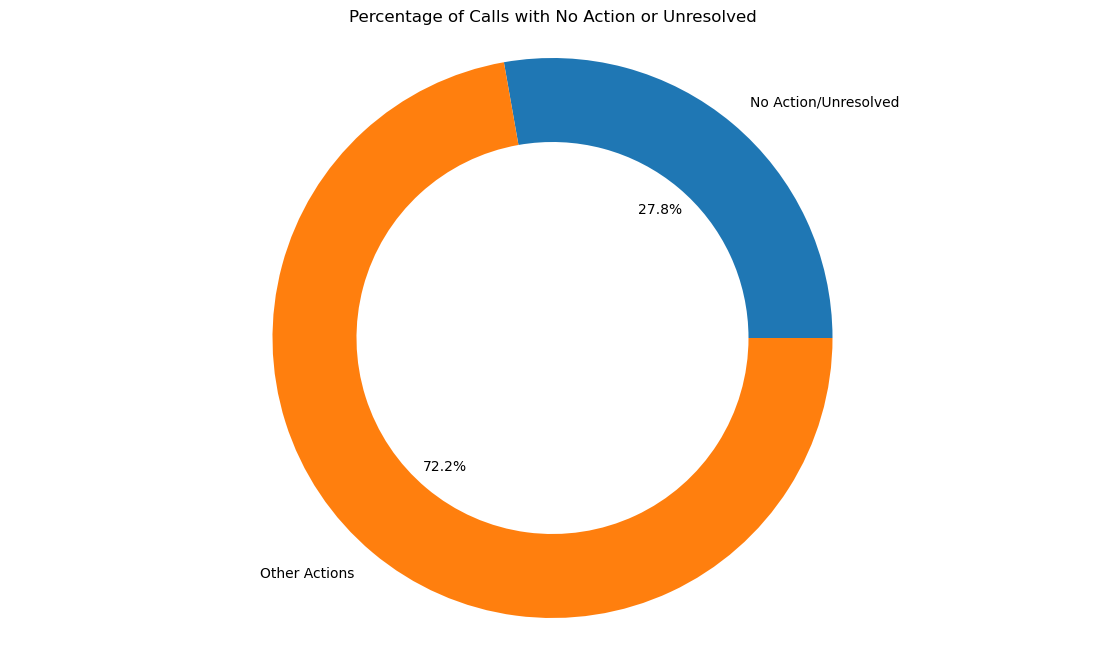 Percentage of Calls with No Action or Unresolved
No Action/Unresolved
27.8%
72.2%
Other Actions